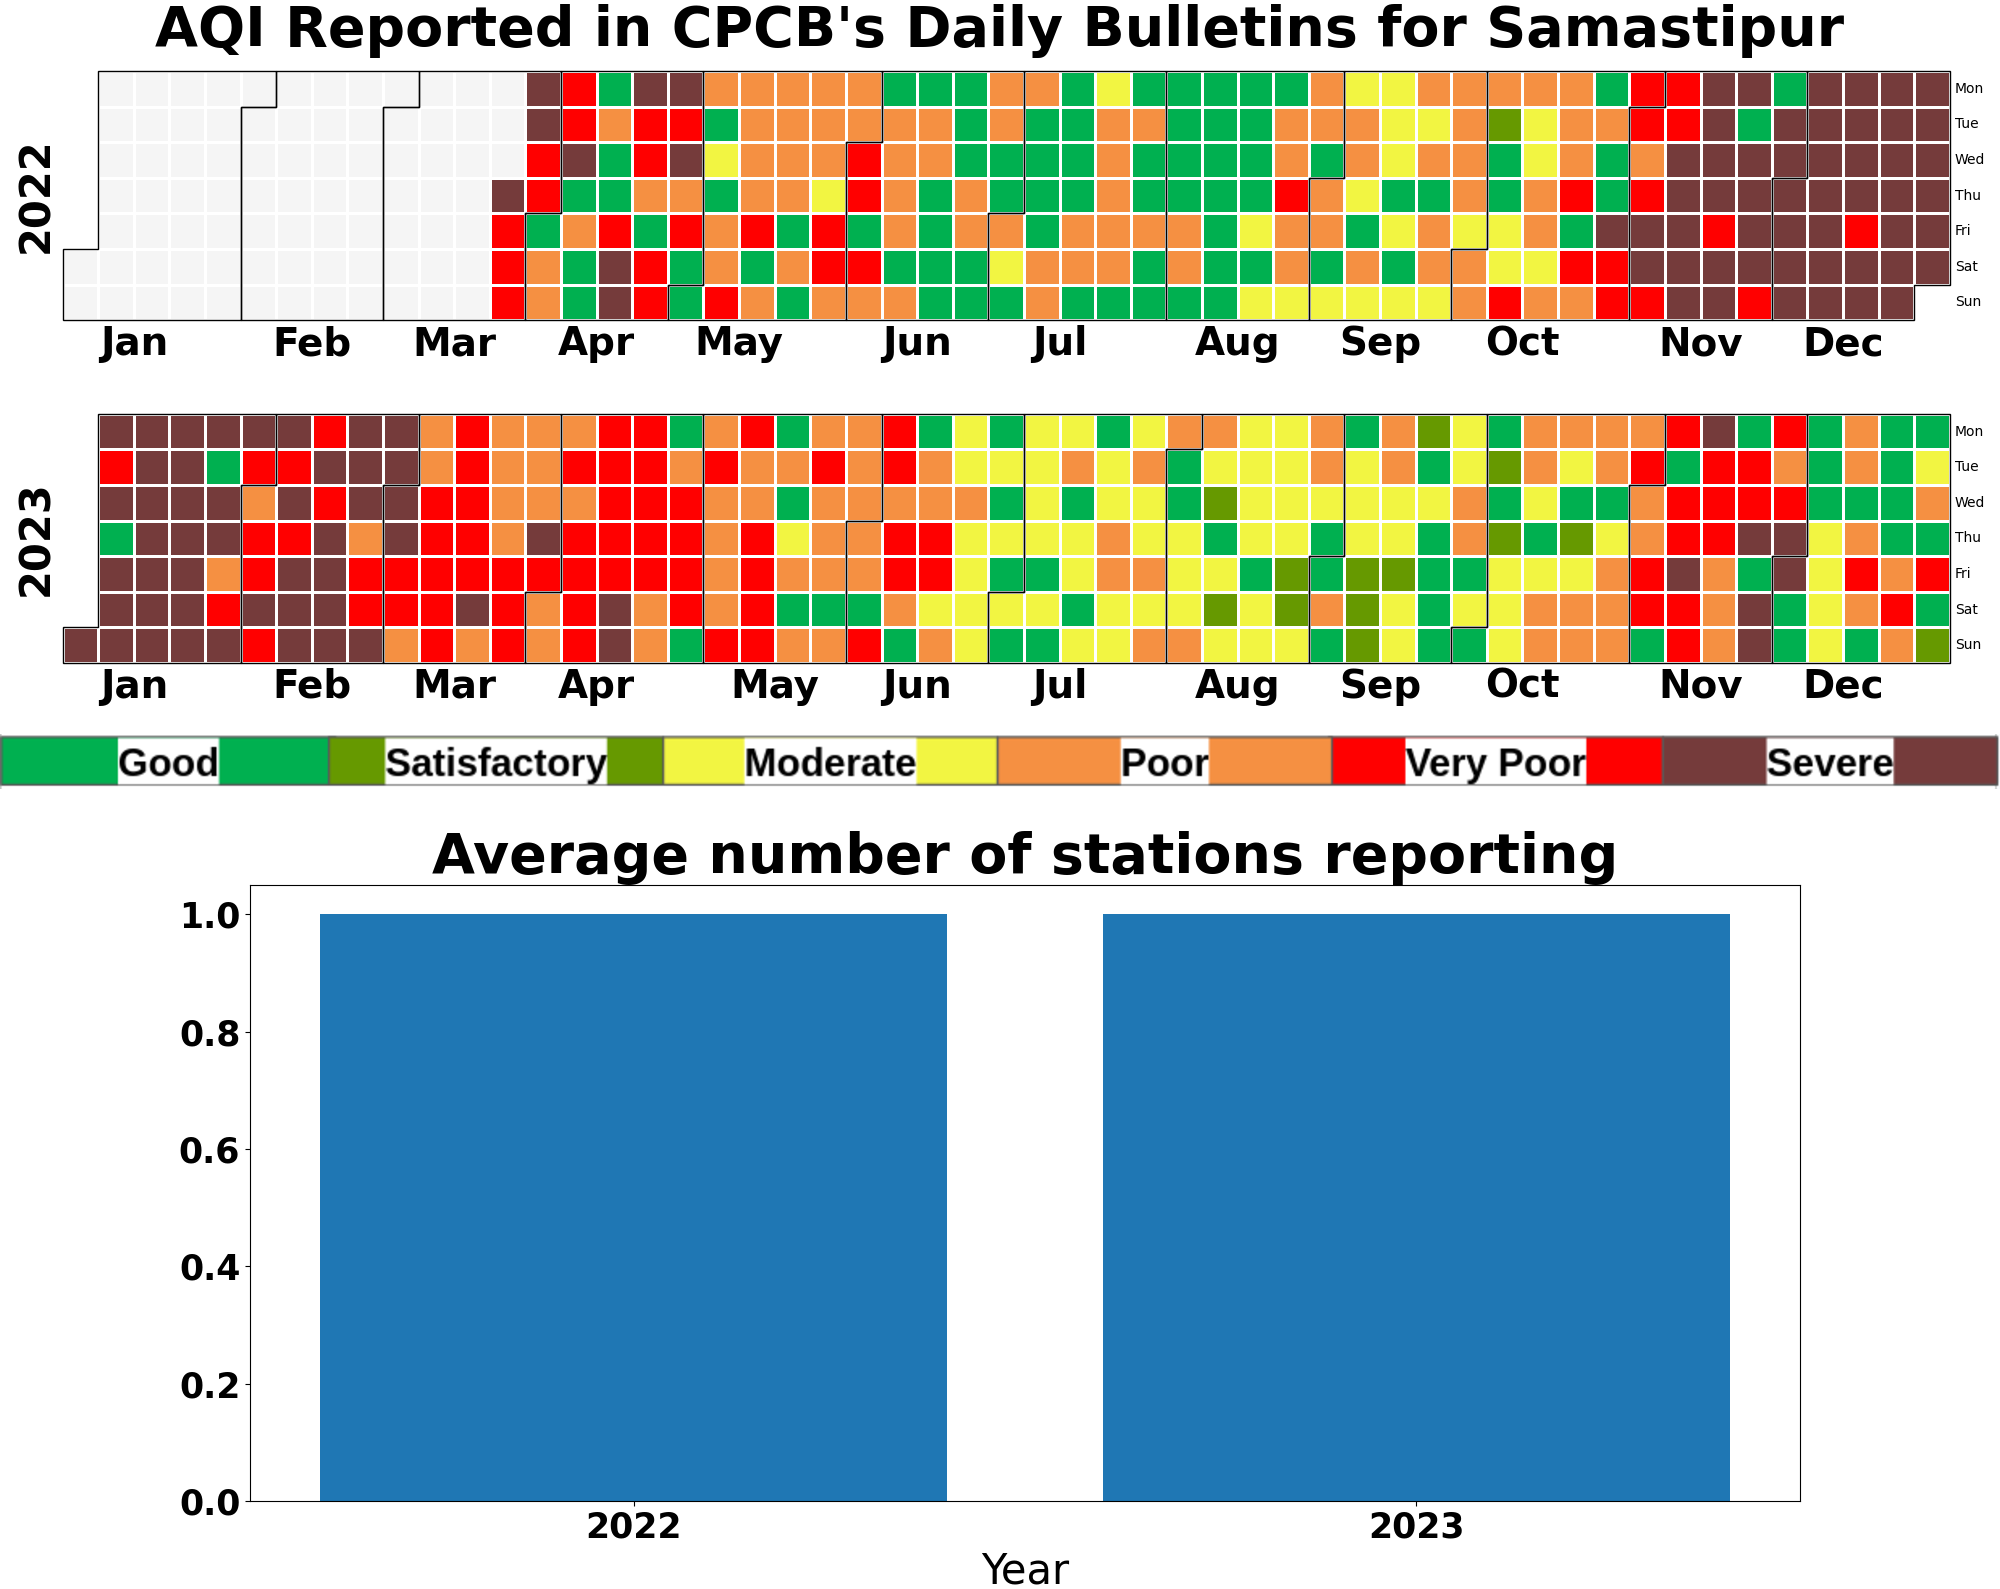 AQI Reported in CPCB's Daily Bulletins for Samastipur
2022
Mon
Tue
Wed
Thu
Fri
Sat
Sun
Jan Feb Mar Apr May Jun Jul Aug Sep Oct Nov Dec
2023
Mon
Tue
Wed
Thu
Fri
Sat
Sun
Jan Feb Mar Apr May Jun Jul Aug Sep Oct Nov Dec
Good Satisfactory Moderate Poor Very Poor Severe
Average number of stations reporting
1.0
0.8
0.6
0.4
0.2
0.0
2022 2023
Year